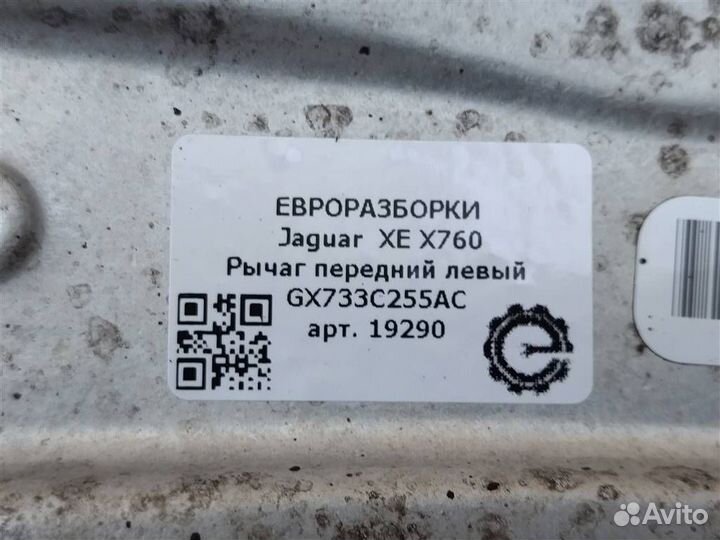 ЕВРОРАЗБОРКИ
Jaguar XE X760
Рычаг передний левый
GX733C255AC
арт. 19290
Avito